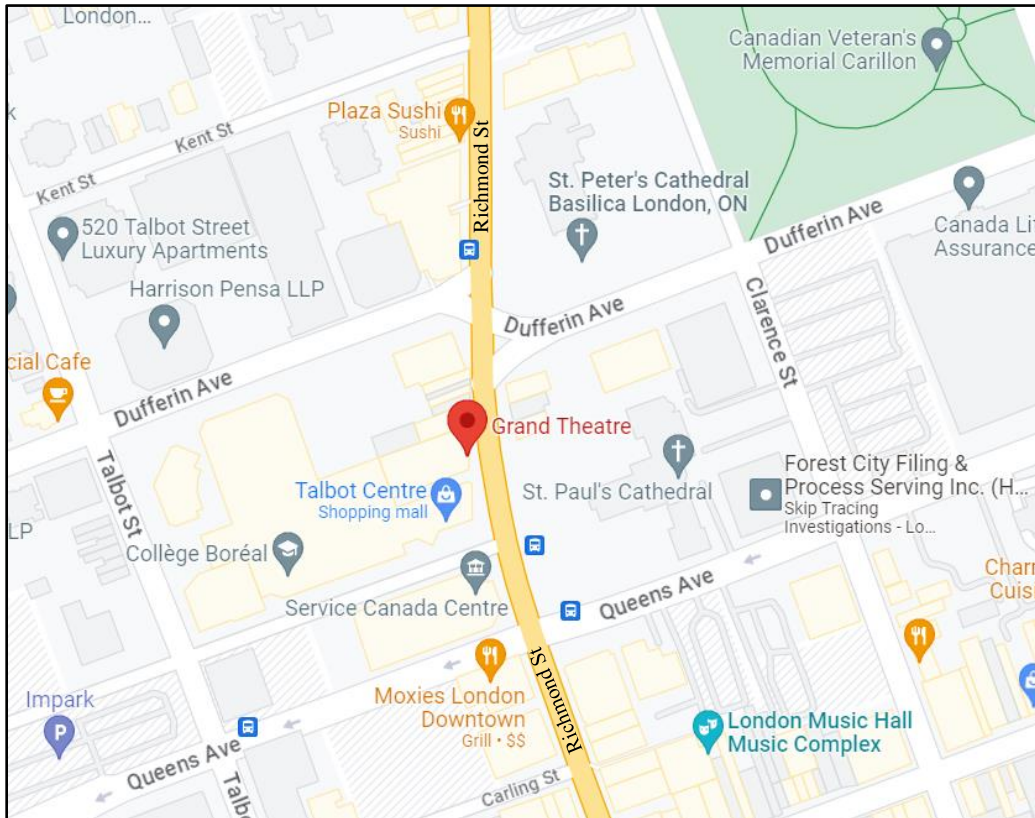 London...
Canadian Veteran's
Memorial Carillon
Plaza Sushi
Sushi
Kent St
Kent St
Richmond St
St. Peter's Cathedral
Basilica London, ON
520 Talbot Street
Luxury Apartments
Dufferin Ave
Canada Li
Assurance
Harrison Pensa LLP
Dufferin Ave
Clarence St
cial Cafe
Dufferin Ave
Grand Theatre
Talbot St
Talbot Centre
Shopping mall
St. Paul's Cathedral
Forest City Filing &
Process Serving Inc. (H...
Skip Tracing
Investigations - Lo...
LP
Collège Boréal
Service Canada Centre
Queens Ave
Charr
Cuisi
Impark
P
Moxies London
Downtown
Grill • $$
Richmond St
London Music Hall
Music Complex
Queens Ave
Carling St
Talbo